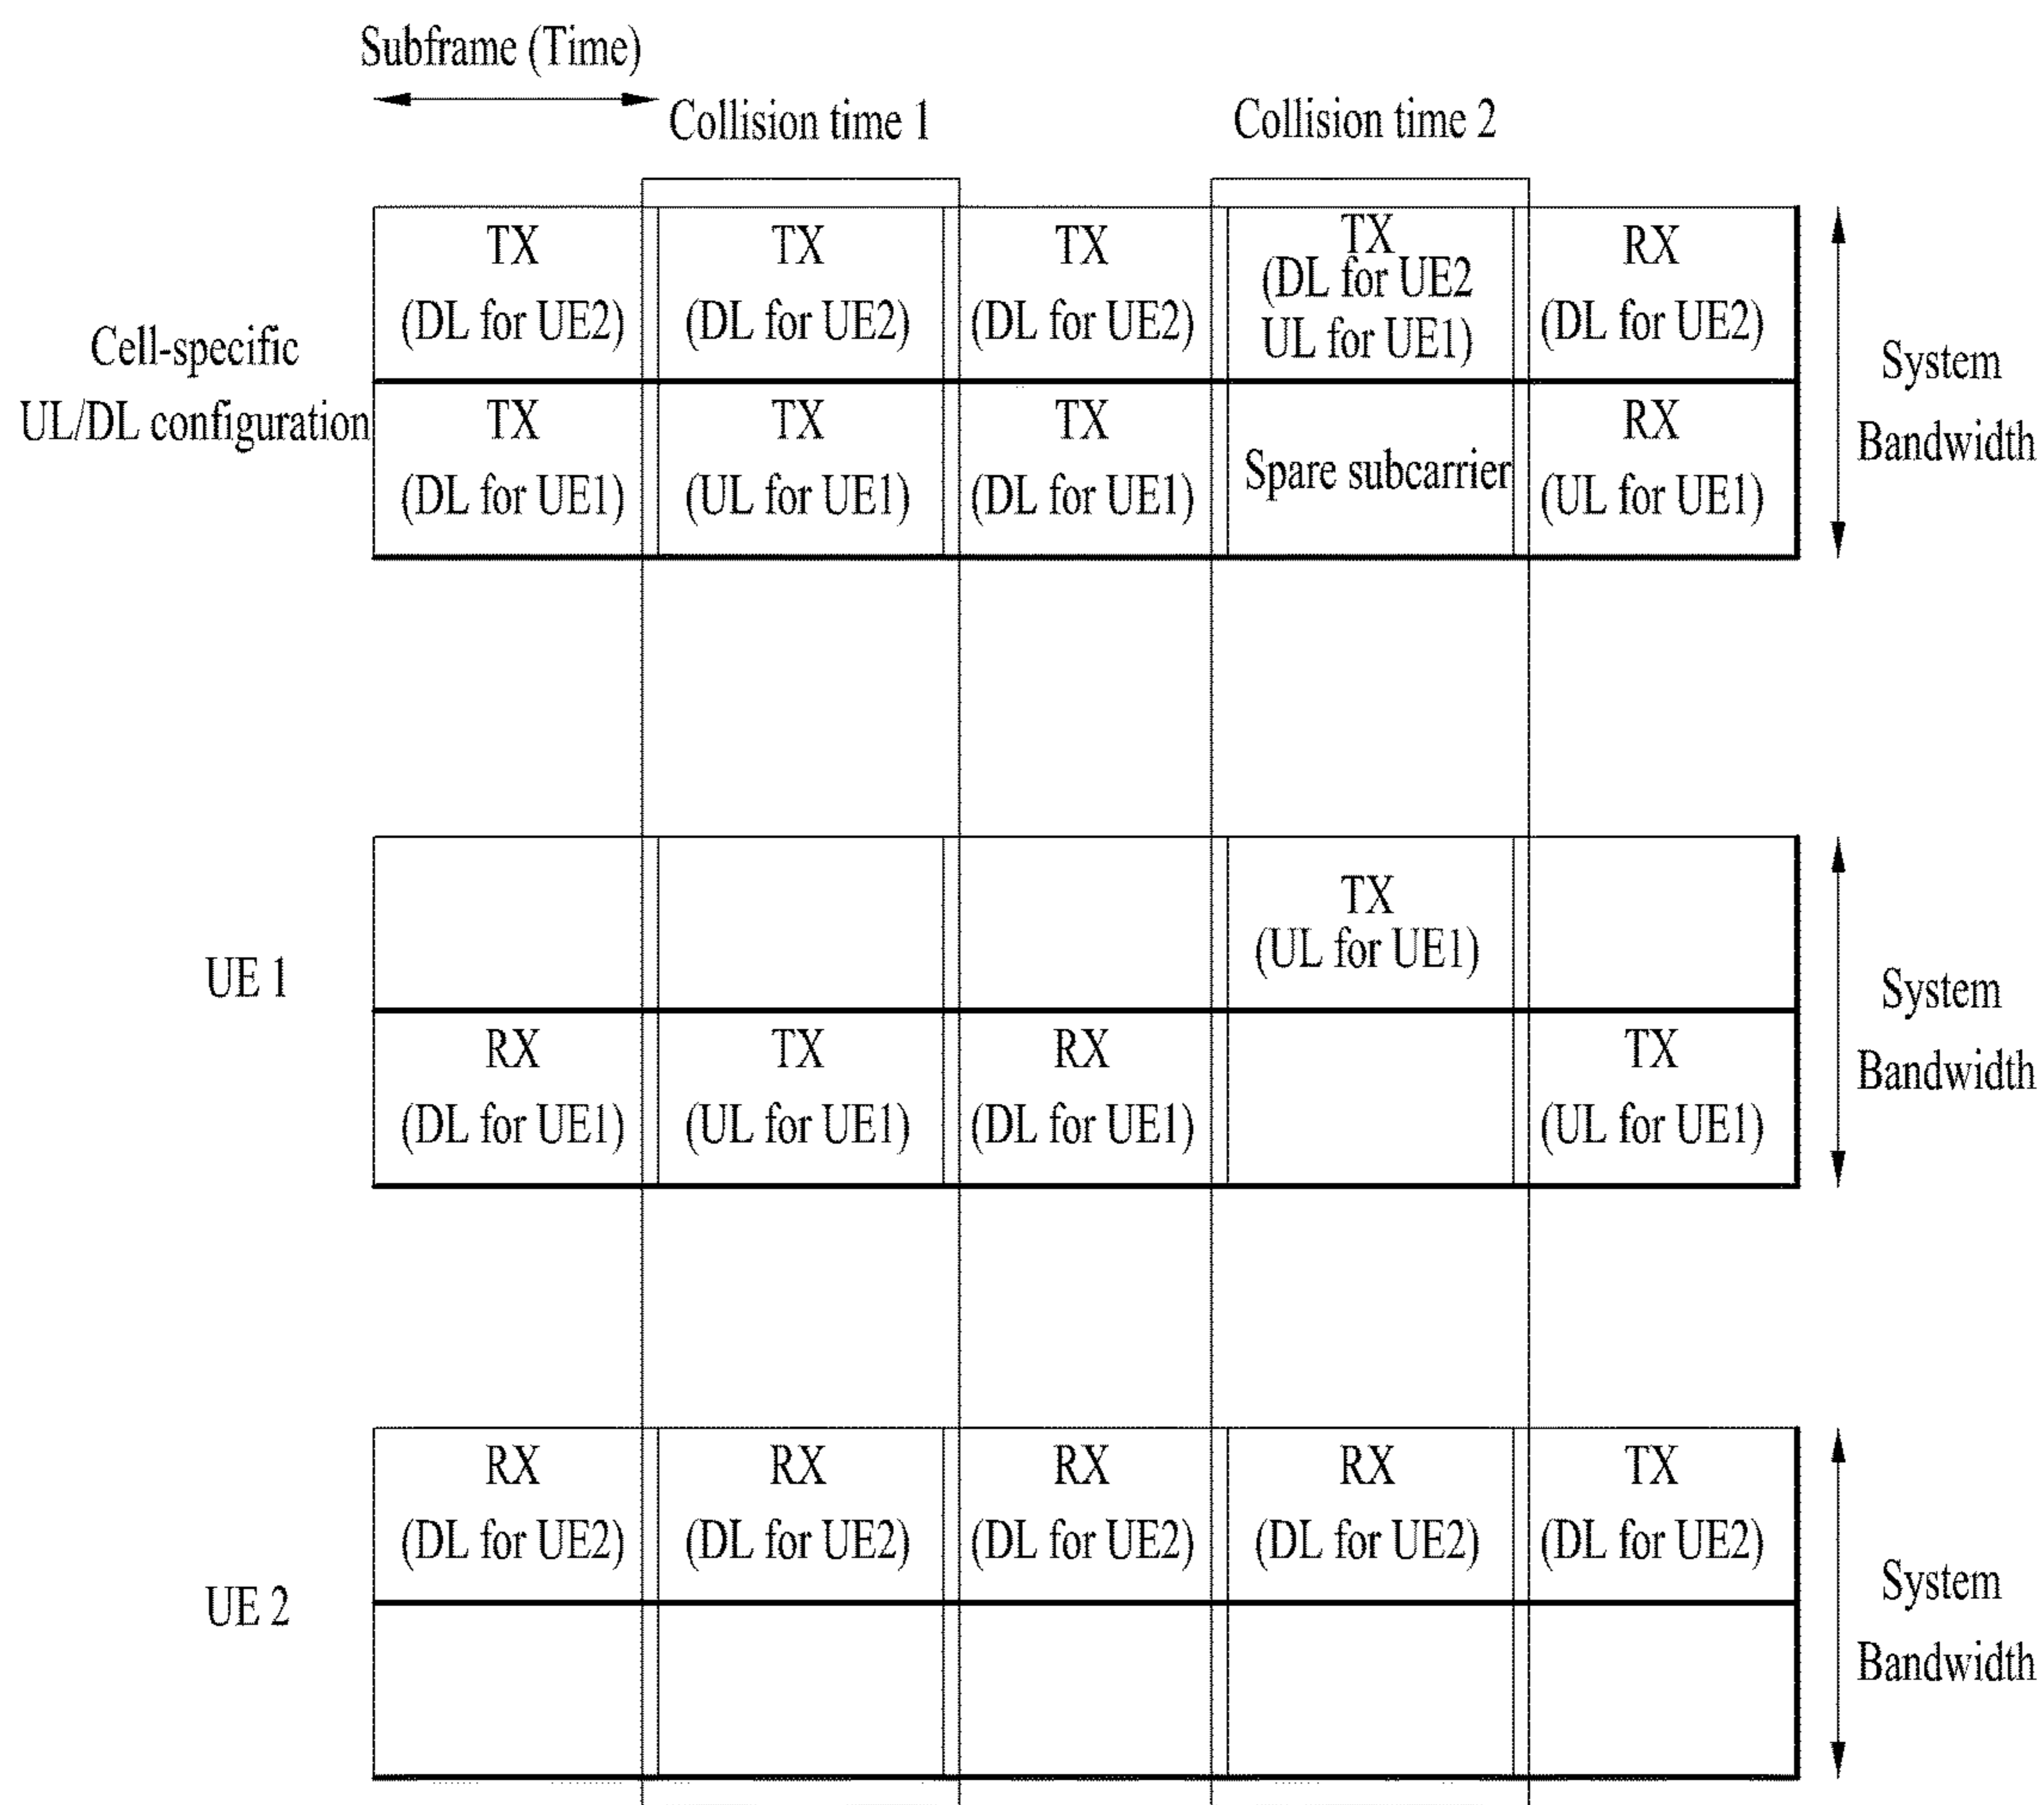 Subframe (Time)
Collision time 1
Collision time 2
Cell-specific
UL/DL configuration
TX
(DL for UE2)
TX
(DL for UE2)
TX
(DL for UE2)
TX
(DL for UE2
UL for UE1)
RX
(DL for UE2)
TX
(DL for UE1)
TX
(UL for UE1)
TX
(DL for UE1)
Spare subcarrier
RX
(UL for UE1)
System
Bandwidth
UE 1
TX
(UL for UE1)
RX
(DL for UE1)
TX
(UL for UE1)
RX
(DL for UE1)
TX
(UL for UE1)
System
Bandwidth
UE 2
RX
(DL for UE2)
RX
(DL for UE2)
RX
(DL for UE2)
RX
(DL for UE2)
TX
(DL for UE2)
System
Bandwidth